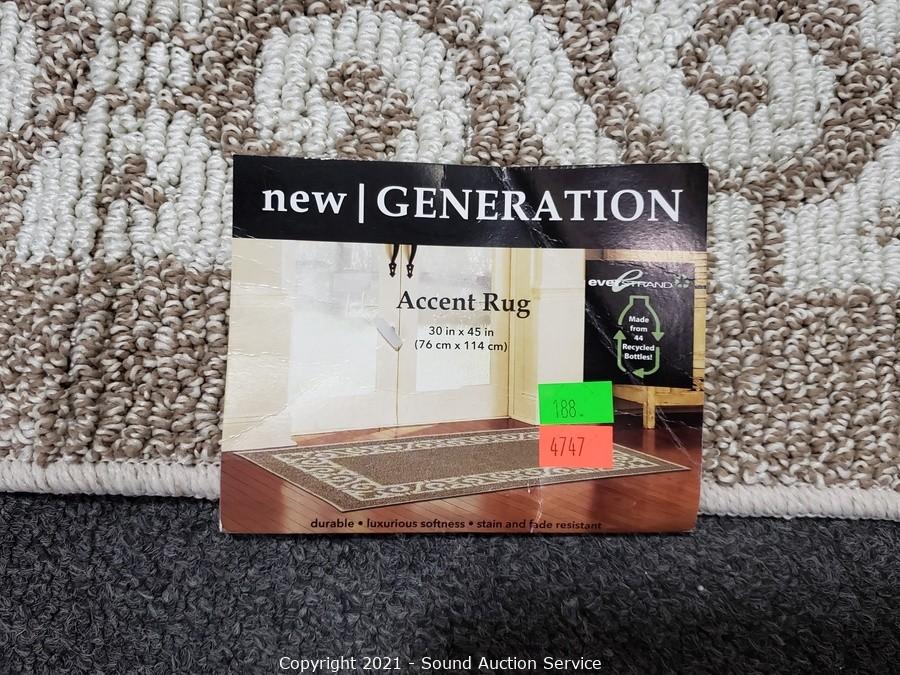 new | GENERATION
Accent Rug
30 in x 45 in
(76 cm x 114 cm)
everSTRAND
Made
from
44
Recycled
Bottles!
188.
4747
durable • luxurious softness • stain and fade resistant
Copyright 2021 - Sound Auction Service